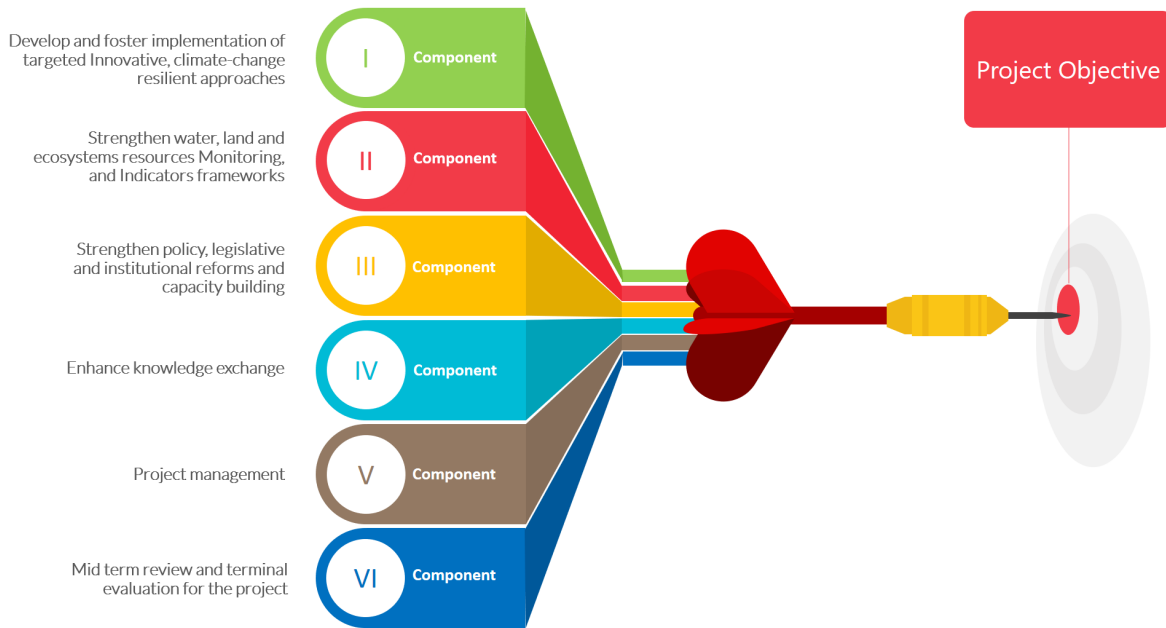 Develop and foster implementation of
targeted Innovative, climate-change
resilient approaches
I
Component
Strengthen water, land and
ecosystems resources Monitoring,
and Indicators frameworks
II
Component
Strengthen policy, legislative
and institutional reforms and
capacity building
III
Component
Enhance knowledge exchange
IV
Component
Project management
V
Component
Mid term review and terminal
evaluation for the project
VI
Component
Project Objective